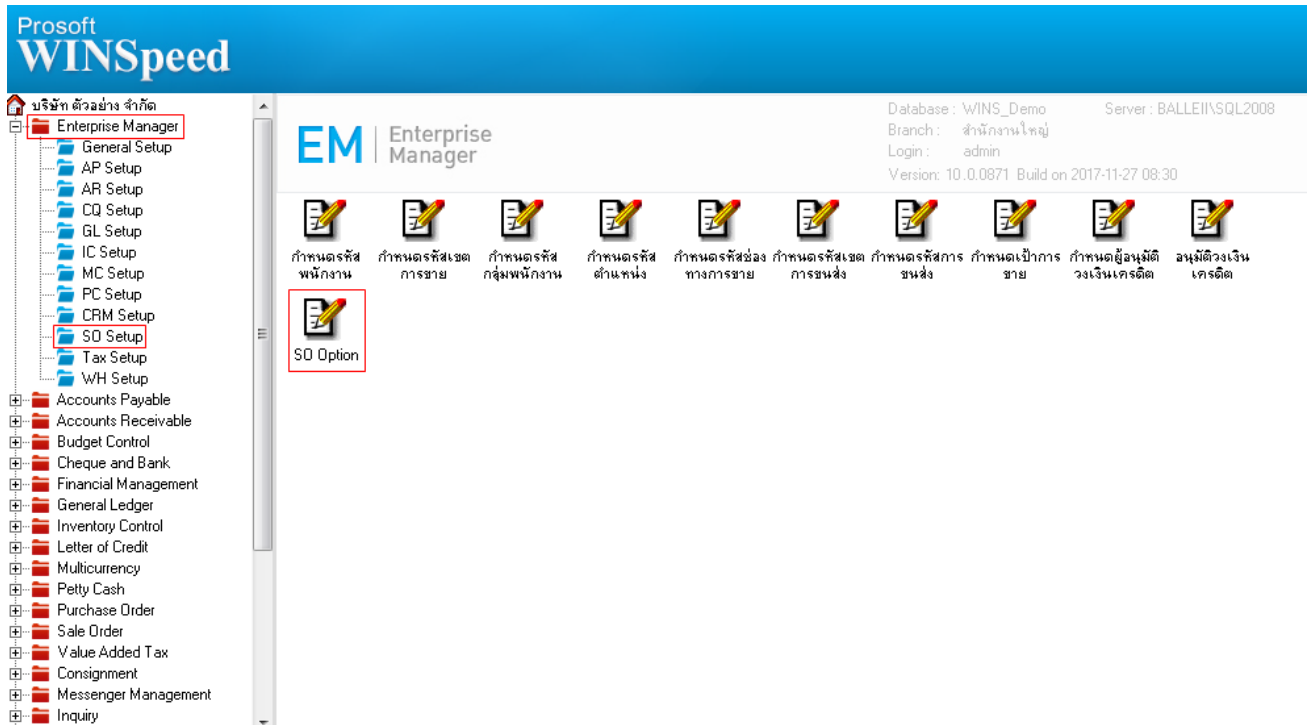 Prosoft
WINSpeed
บริษัท ตัวอย่าง จำกัด
Enterprise Manager
General Setup
AP Setup
AR Setup
CQ Setup
GL Setup
IC Setup
MC Setup
PC Setup
CRM Setup
SO Setup
Tax Setup
WH Setup
Accounts Payable
Accounts Receivable
Budget Control
Cheque and Bank
Financial Management
General Ledger
Inventory Control
Letter of Credit
Multicurrency
Petty Cash
Purchase Order
Sale Order
Value Added Tax
Consignment
Messenger Management
Inquiry
EM
Enterprise
Manager
Database : WINS_Demo Server : BALLEII\SQL2008
Branch : สำนักงานใหญ่
Login : admin
Version: 10.0.0871 Build on 2017-11-27 08:30
กำหนดรหัส
พนักงาน
กำหนดรหัสเขต
การขาย
กำหนดรหัส
กลุ่มพนักงาน
กำหนดรหัส
ตำแหน่ง
กำหนดรหัสช่อง
ทางการขาย
กำหนดรหัสเขต
การขนส่ง
กำหนดรหัสการ
ขนส่ง
กำหนดเป้าการ
ขาย
กำหนดผู้อนุมัติ
วงเงินเครดิต
อนุมัติวงเงิน
เครดิต
SO Option